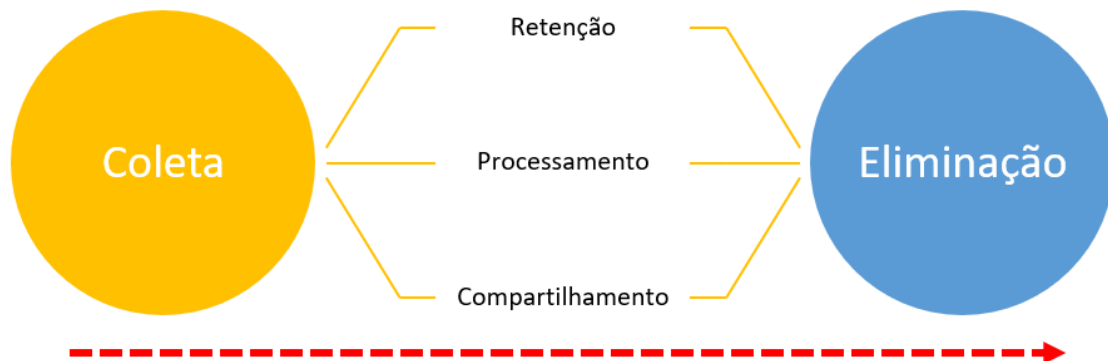 Retenção
Coleta
Processamento
Eliminação
Compartilhamento